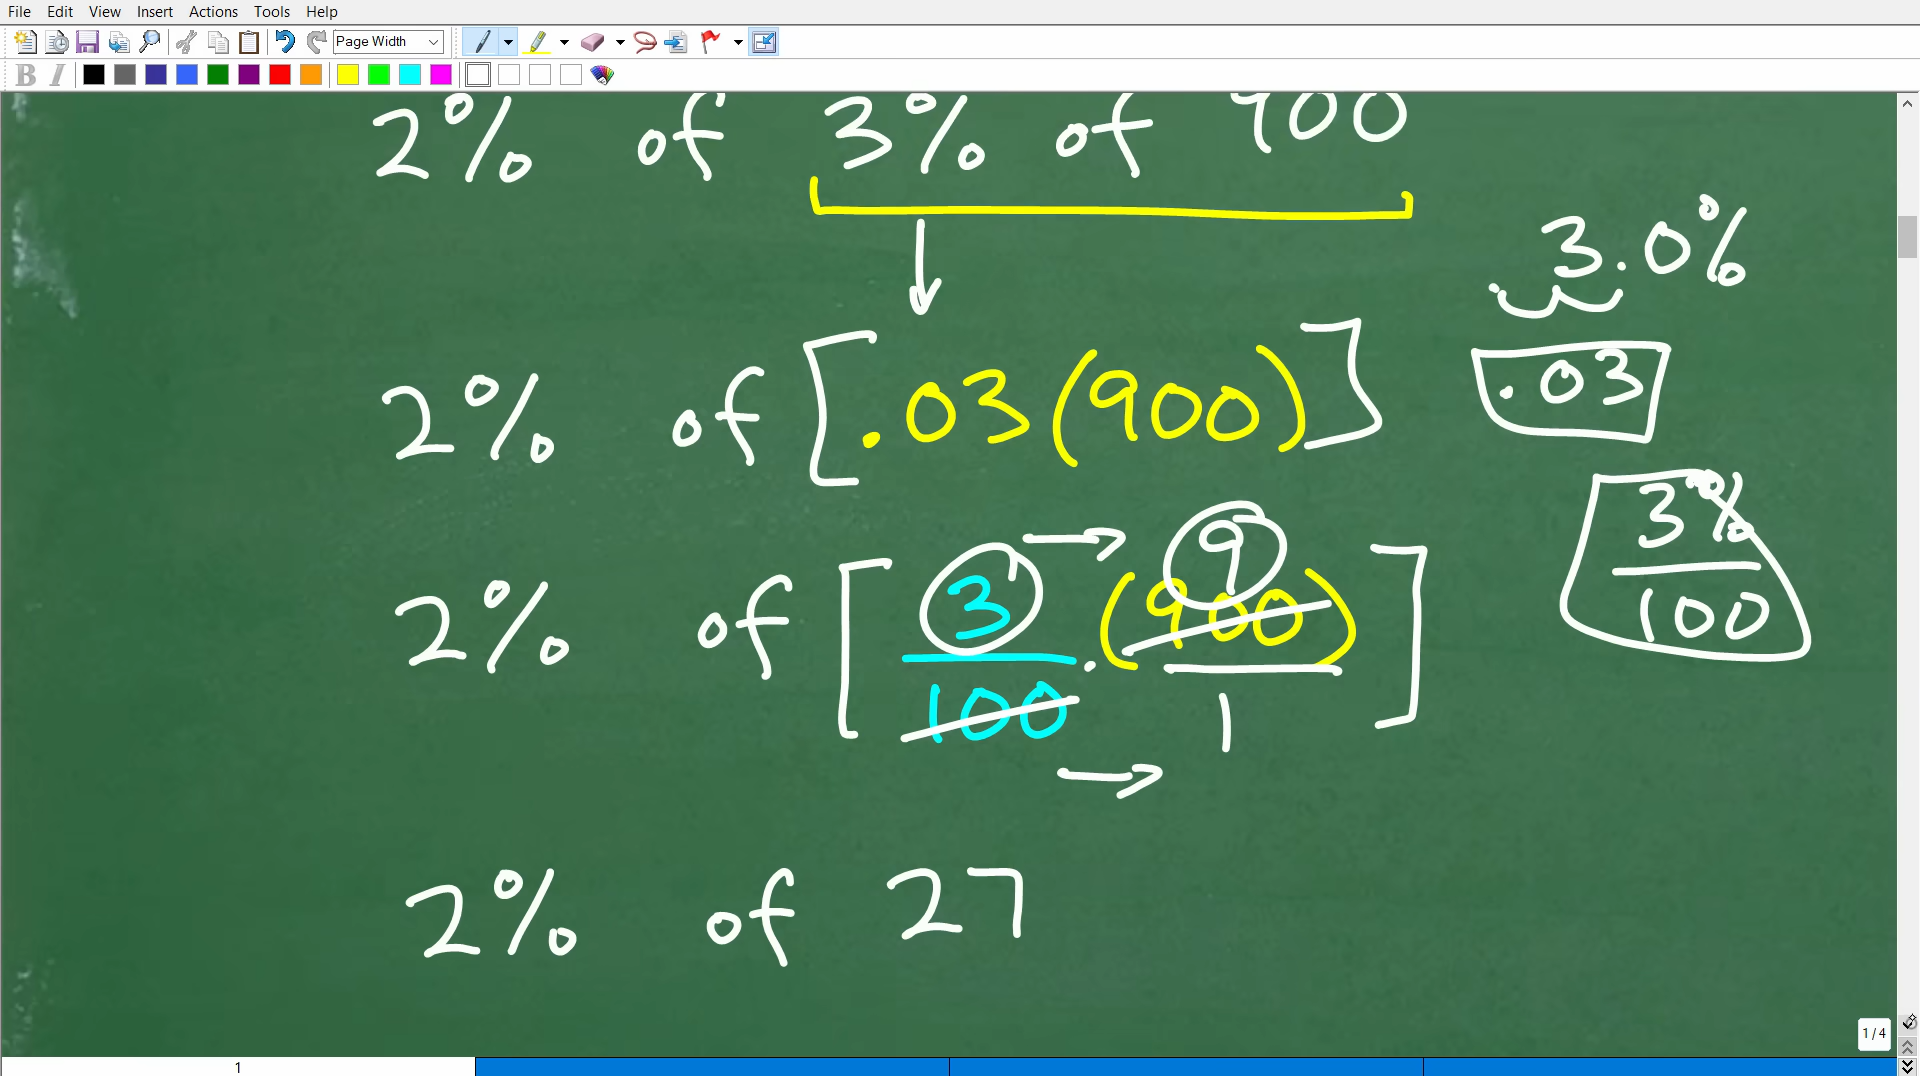 File Edit View Insert Actions Tools Help
Page Width
B I
2% of 3% of 900
3.0%
2% of [.03(900)]
.03
3%
100
9
2% of [3/100 · (900)/1]
2% of 27
1/4
1